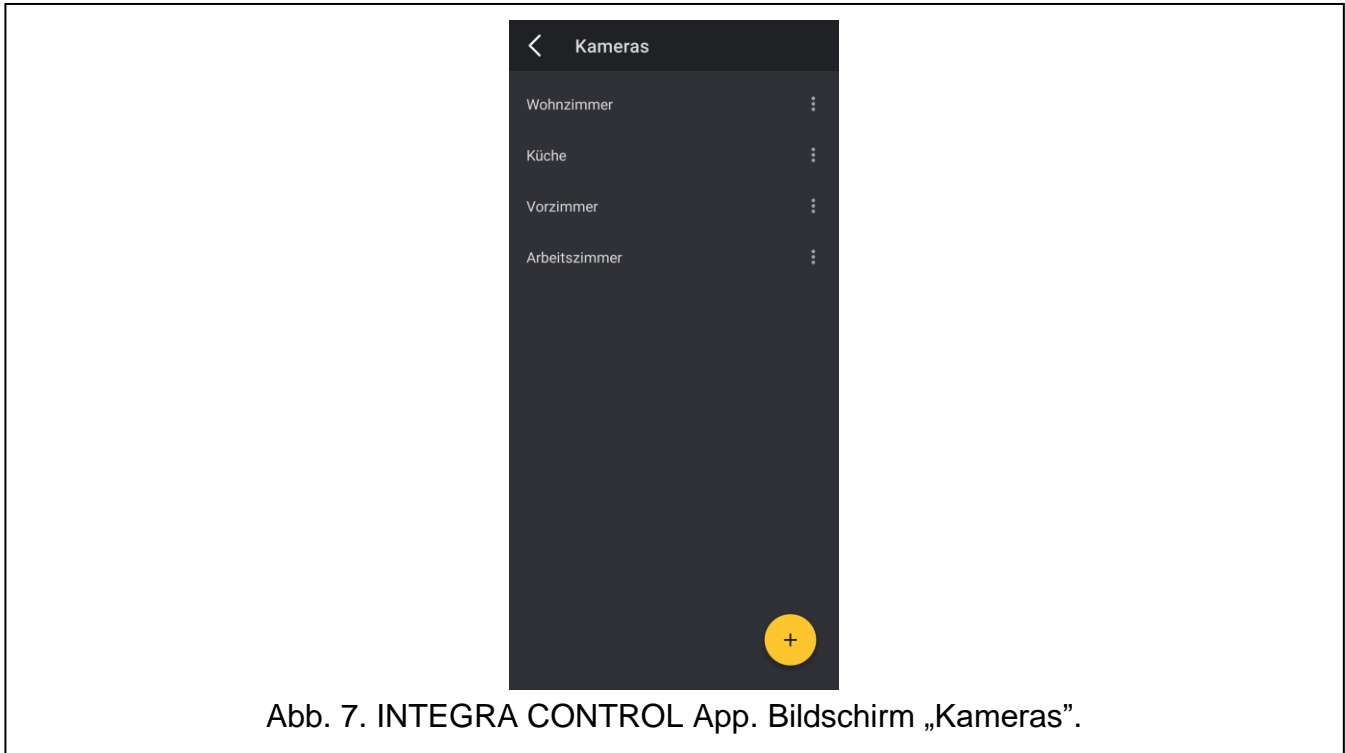 Kameras
Wohnzimmer
Küche
Vorzimmer
Arbeitszimmer
+
Abb. 7. INTEGRA CONTROL App. Bildschirm „Kameras”.